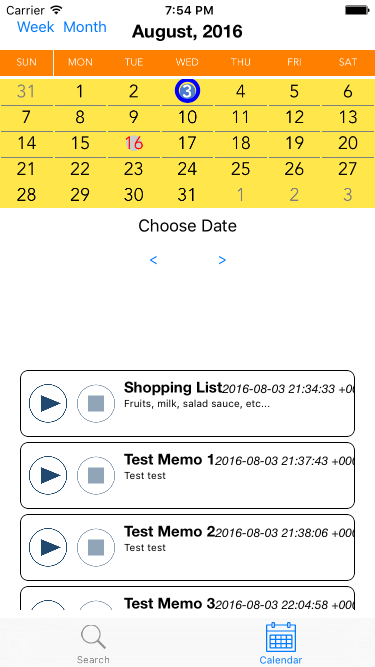 Carrier 7:54 PM
Week Month August, 2016
SUN MON TUE WED THU FRI SAT
31 1 2 3 4 5 6
7 8 9 10 11 12 13
14 15 16 17 18 19 20
21 22 23 24 25 26 27
28 29 30 31 1 2 3
Choose Date
< >
Shopping List 2016-08-03 21:34:33 +00
Fruits, milk, salad sauce, etc...
Test Memo 1 2016-08-03 21:37:43 +00
Test test
Test Memo 2 2016-08-03 21:38:06 +00
Test test
Test Memo 3 2016-08-03 22:04:58 +00
Search Calendar